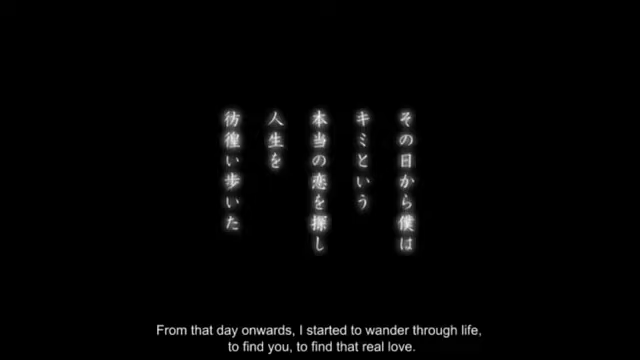 その日から僕は
キミという
本当の恋を探し
人生を
彷徨い歩いた
From that day onwards, I started to wander through life,
to find you, to find that real love.